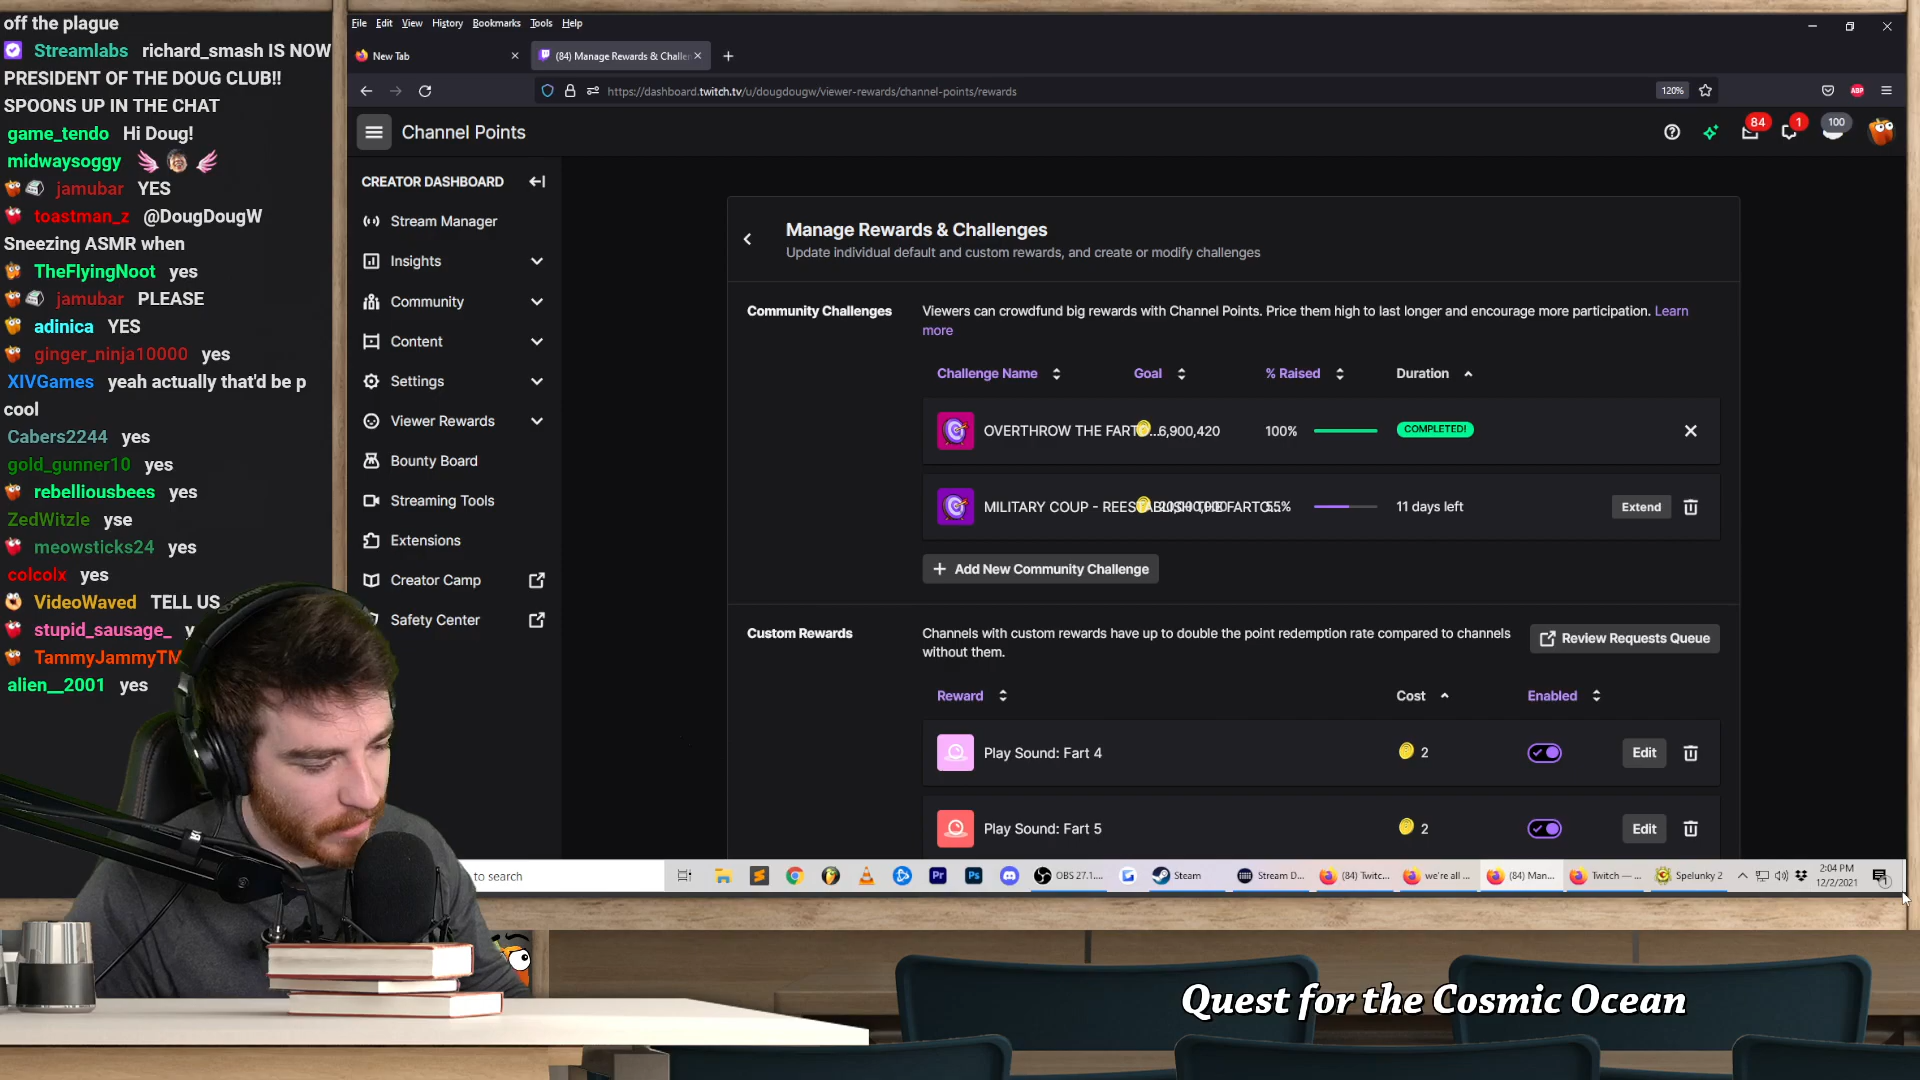 off the plague
Streamlabs richard_smash IS NOW
PRESIDENT OF THE DOUG CLUB!!
SPOONS UP IN THE CHAT
game_tendo Hi Doug!
midwaysoggy
jamubar YES
toastman_z @DougDougW
Sneezing ASMR when
TheFlyingNoot yes
jamubar PLEASE
adinica YES
ginger_ninja10000 yes
XIVGames yeah actually that'd be p
cool
Cabers2244 yes
gold_gunner10 yes
rebelliousbees yes
ZedWitzle yse
meowsticks24 yes
colcolx yes
VideoWaved TELL US
stupid_sausage_ y
TammyJammyTM
alien__2001 yes
File Edit View History Bookmarks Tools Help
New Tab
(84) Manage Rewards & Challe
https://dashboard.twitch.tv/u/dougdougw/viewer-rewards/channel-points/rewards
120%
ABP
Channel Points
84
1
100
CREATOR DASHBOARD
Stream Manager
Insights
Community
Content
Settings
Viewer Rewards
Bounty Board
Streaming Tools
Extensions
Creator Camp
Safety Center
Manage Rewards & Challenges
Update individual default and custom rewards, and create or modify challenges
Community Challenges
Viewers can crowdfund big rewards with Channel Points. Price them high to last longer and encourage more participation. Learn
more
Challenge Name Goal % Raised Duration
OVERTHROW THE FARTO... 6,900,420 100% COMPLETED!
MILITARY COUP - REESTABLISH THE FARTO... 55% 11 days left Extend
+ Add New Community Challenge
Custom Rewards
Channels with custom rewards have up to double the point redemption rate compared to channels
without them.
Review Requests Queue
Reward Cost Enabled
Play Sound: Fart 4 2 Edit
Play Sound: Fart 5 2 Edit
to search
Pr
Ps
OBS 27.1....
Steam
Stream D...
(84) Twitc...
we're all ...
(84) Man...
Twitch — ...
Spelunky 2
2:04 PM
12/2/2021
1
Quest for the Cosmic Ocean